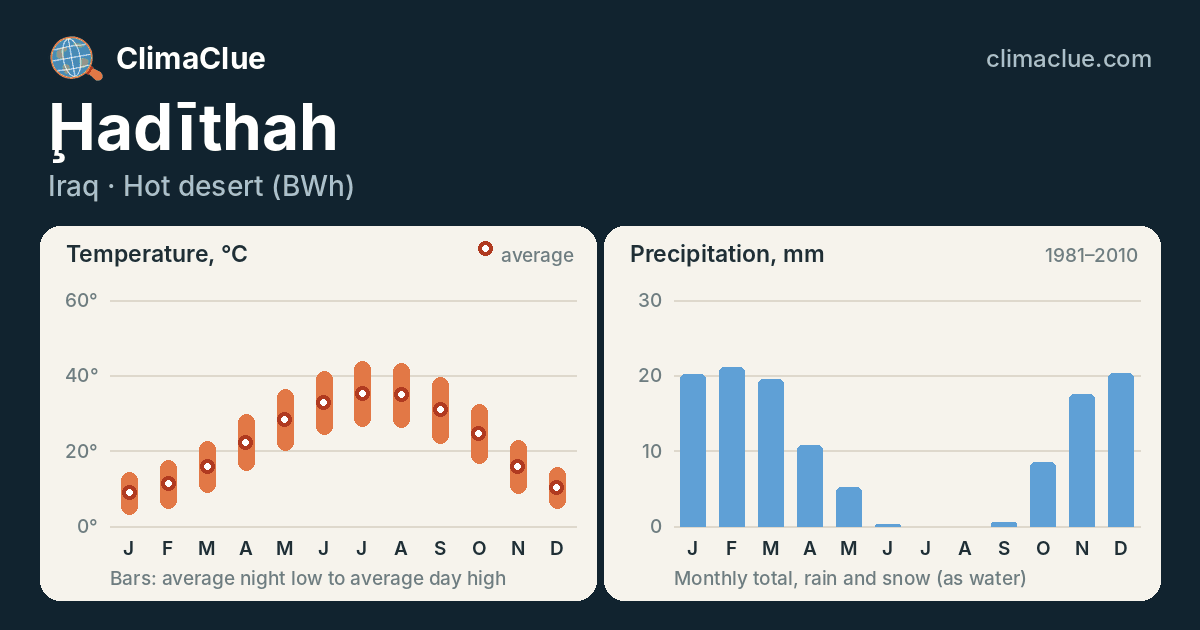 ClimaClue
climaclue.com
Ḩadīthah
Iraq · Hot desert (BWh)
Temperature, °C
average
60°
40°
20°
0°
J F M A M J J A S O N D
Bars: average night low to average day high
Precipitation, mm
1981–2010
30
20
10
0
J F M A M J J A S O N D
Monthly total, rain and snow (as water)